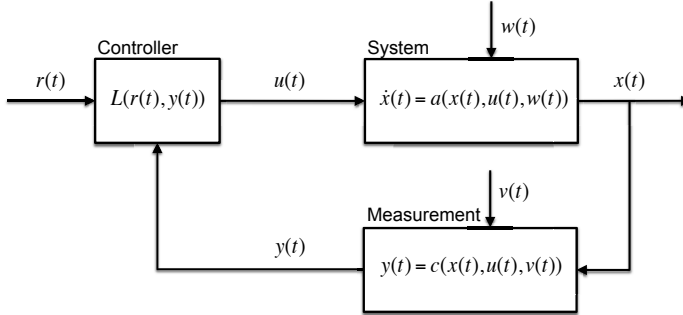 w(t)
Controller
System
r(t)
L(r(t), y(t))
u(t)
ẋ(t) = a(x(t),u(t),w(t))
x(t)
v(t)
Measurement
y(t)
y(t) = c(x(t),u(t),v(t))